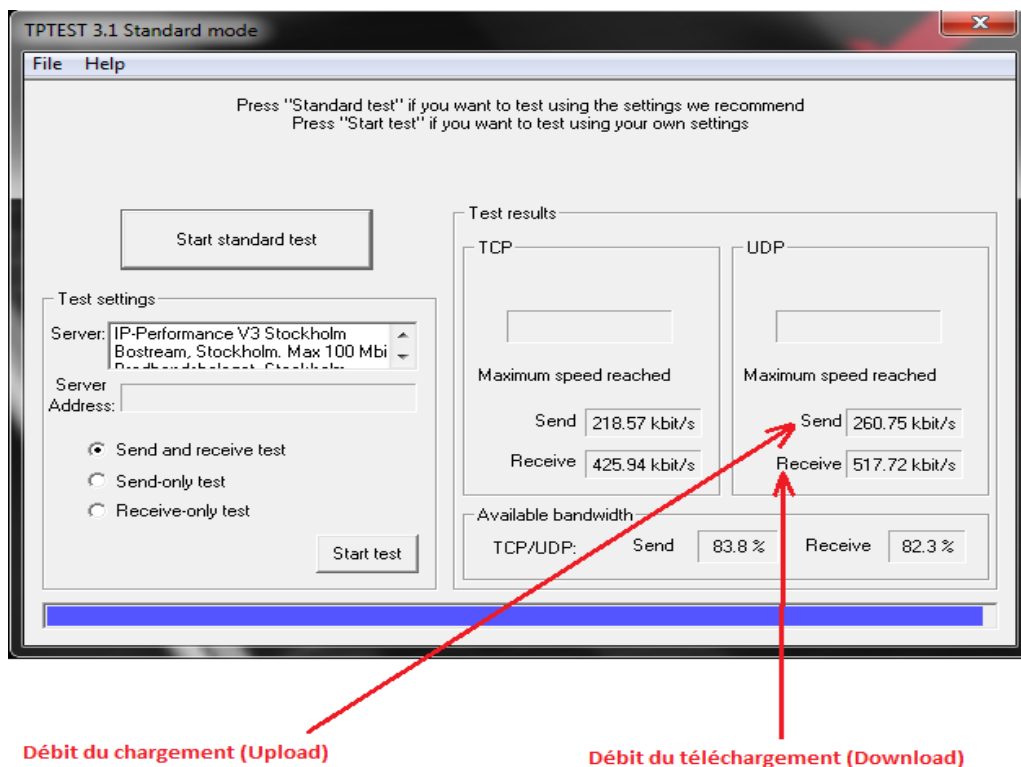 TPTEST 3.1 Standard mode
File Help
Press "Standard test" if you want to test using the settings we recommend
Press "Start test" if you want to test using your own settings
Start standard test
Test settings
Server: IP-Performance V3 Stockholm
Bostream, Stockholm. Max 100 Mbi
Server
Address:
Send and receive test
Send-only test
Receive-only test
Start test
Test results
TCP
Maximum speed reached
Send 218.57 kbit/s
Receive 425.94 kbit/s
UDP
Maximum speed reached
Send 260.75 kbit/s
Receive 517.72 kbit/s
Available bandwidth
TCP/UDP: Send 83.8 % Receive 82.3 %
Débit du chargement (Upload)
Débit du téléchargement (Download)